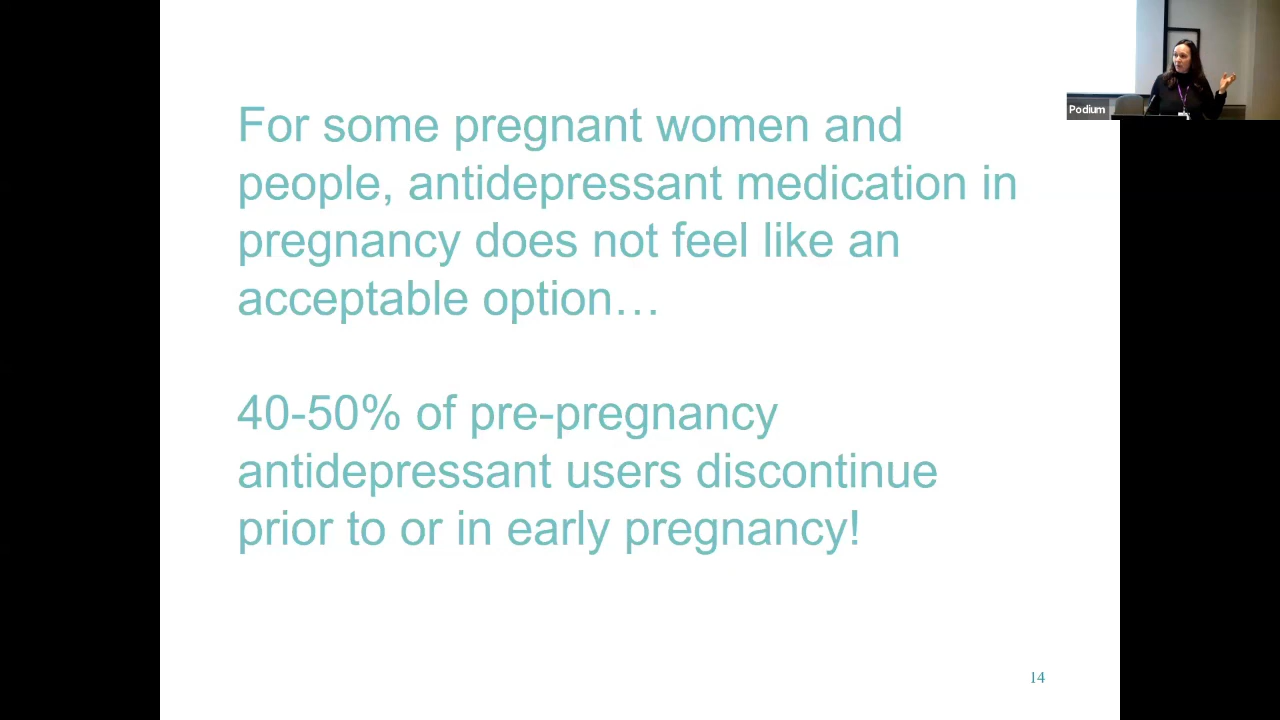 For some pregnant women and
people, antidepressant medication in
pregnancy does not feel like an
acceptable option…
40-50% of pre-pregnancy
antidepressant users discontinue
prior to or in early pregnancy!
14
Podium